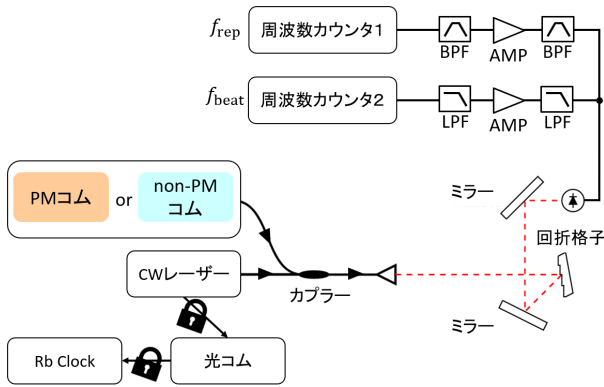 f_rep
周波数カウンタ1
BPF
AMP
BPF
f_beat
周波数カウンタ2
LPF
AMP
LPF
PMコム
or
non-PM
コム
ミラー
回折格子
CWレーザー
カプラー
ミラー
Rb Clock
光コム